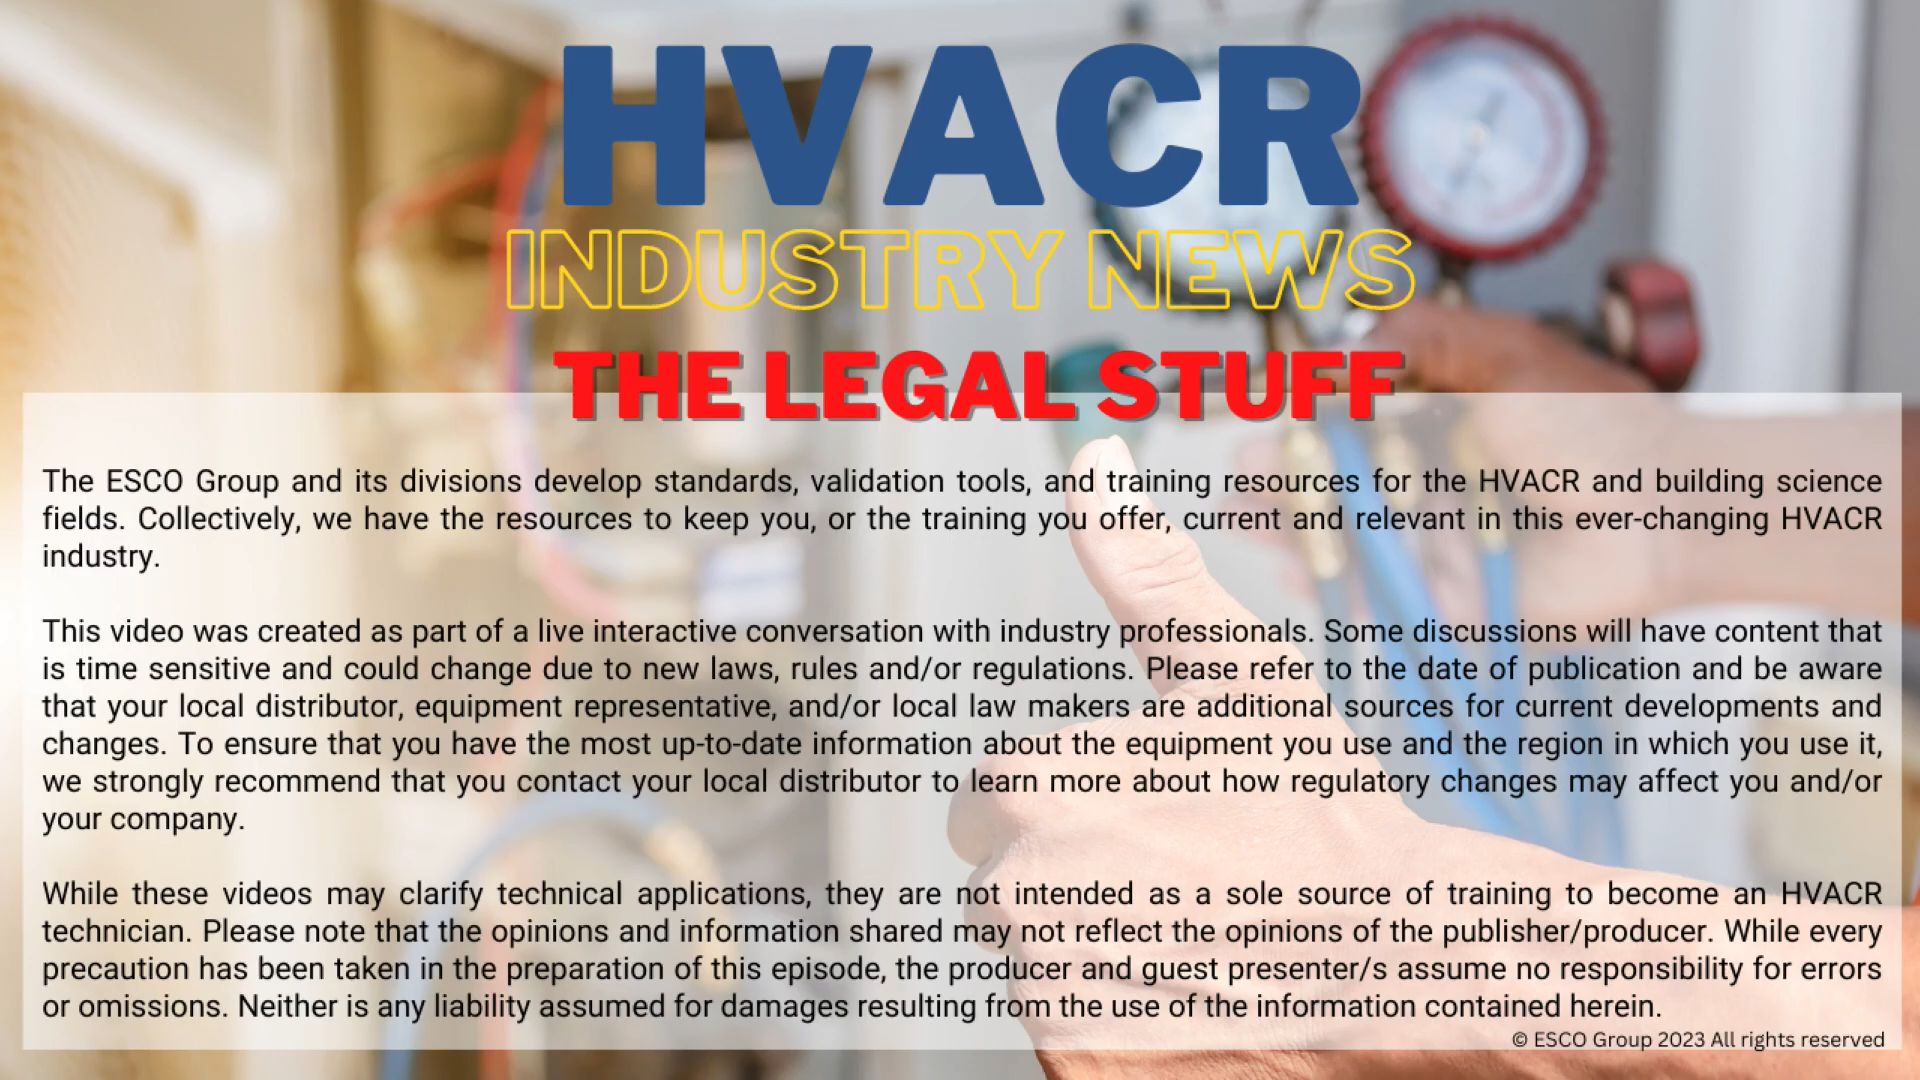 HVACR
INDUSTRY NEWS
THE LEGAL STUFF
The ESCO Group and its divisions develop standards, validation tools, and training resources for the HVACR and building science
fields. Collectively, we have the resources to keep you, or the training you offer, current and relevant in this ever-changing HVACR
industry.
This video was created as part of a live interactive conversation with industry professionals. Some discussions will have content that
is time sensitive and could change due to new laws, rules and/or regulations. Please refer to the date of publication and be aware
that your local distributor, equipment representative, and/or local law makers are additional sources for current developments and
changes. To ensure that you have the most up-to-date information about the equipment you use and the region in which you use it,
we strongly recommend that you contact your local distributor to learn more about how regulatory changes may affect you and/or
your company.
While these videos may clarify technical applications, they are not intended as a sole source of training to become an HVACR
technician. Please note that the opinions and information shared may not reflect the opinions of the publisher/producer. While every
precaution has been taken in the preparation of this episode, the producer and guest presenter/s assume no responsibility for errors
or omissions. Neither is any liability assumed for damages resulting from the use of the information contained herein.
© ESCO Group 2023 All rights reserved